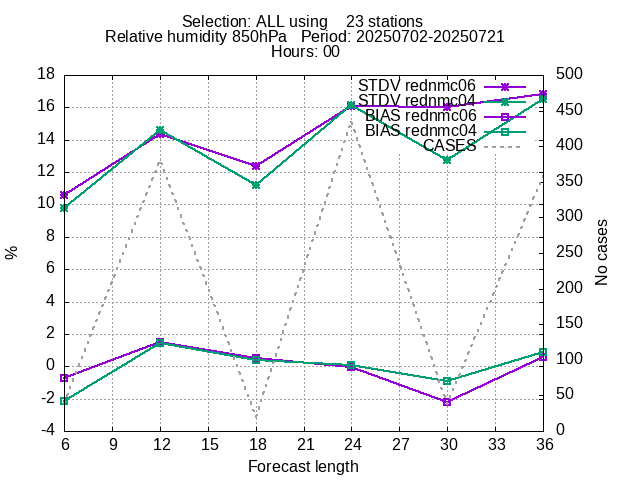 Selection: ALL using 23 stations
Relative humidity 850hPa Period: 20250702-20250721
Hours: 00
18
16
14
12
10
8
6
4
2
0
-2
-4
%
500
450
400
350
300
250
200
150
100
50
0
No cases
STDV rednmc06
STDV rednmc04
BIAS rednmc06
BIAS rednmc04
CASES
6 9 12 15 18 21 24 27 30 33 36
Forecast length